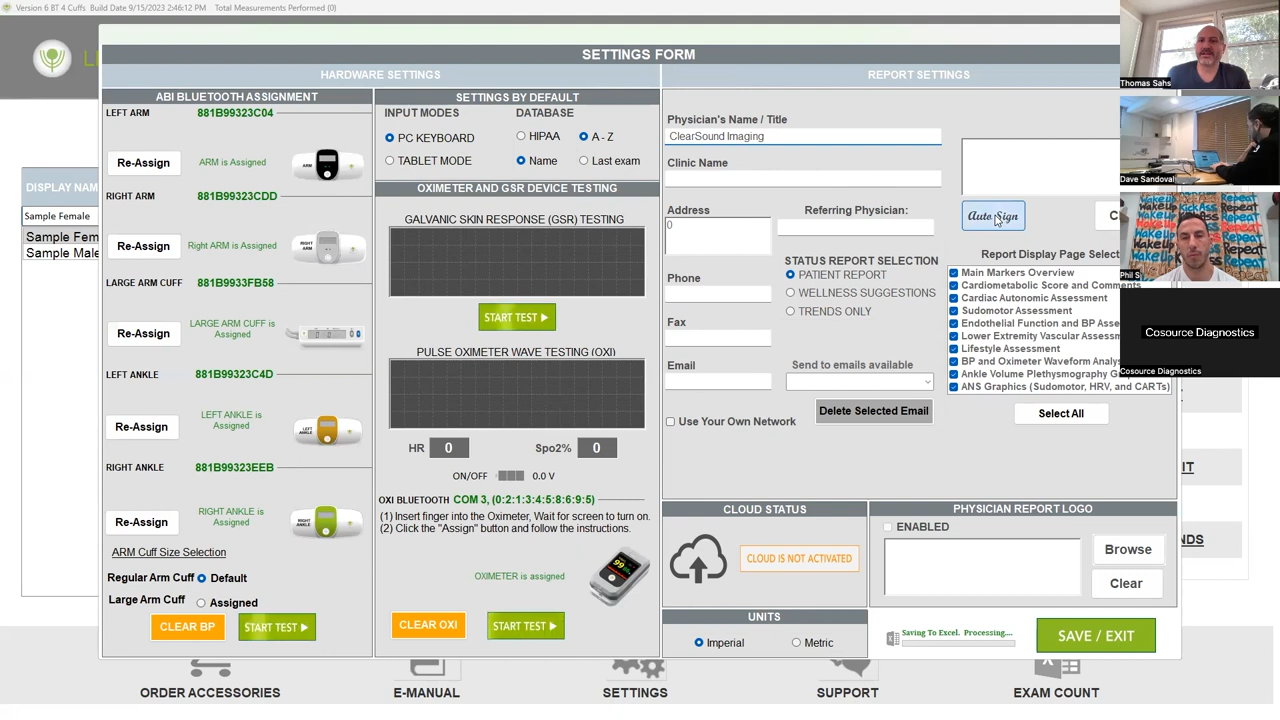 Version 6 BT 4 Cuffs   Build Date 9/15/2023 2:46:12 PM   Total Measurements Performed (0)
SETTINGS FORM
HARDWARE SETTINGS
REPORT SETTINGS
ABI BLUETOOTH ASSIGNMENT
LEFT ARM
881B99323C04
Re-Assign
ARM is Assigned
ARM
RIGHT ARM
881B99323CDD
Re-Assign
Right ARM is Assigned
RIGHT ARM
LARGE ARM CUFF
881B9933FB58
Re-Assign
LARGE ARM CUFF is Assigned
LEFT ANKLE
881B99323C4D
Re-Assign
LEFT ANKLE is Assigned
LEFT ANKLE
RIGHT ANKLE
881B99323EEB
Re-Assign
RIGHT ANKLE is Assigned
RIGHT ANKLE
ARM Cuff Size Selection
Regular Arm Cuff
Default
Large Arm Cuff
Assigned
CLEAR BP
START TEST
SETTINGS BY DEFAULT
INPUT MODES
DATABASE
PC KEYBOARD
HIPAA
A - Z
TABLET MODE
Name
Last exam
OXIMETER AND GSR DEVICE TESTING
GALVANIC SKIN RESPONSE (GSR) TESTING
START TEST
PULSE OXIMETER WAVE TESTING (OXI)
HR
0
Spo2%
0
ON/OFF
0.0 V
OXI BLUETOOTH
COM 3, (0:2:1:3:4:5:8:6:9:5)
(1) Insert finger into the Oximeter, Wait for screen to turn on.
(2) Click the "Assign" button and follow the instructions.
OXIMETER is assigned
CLEAR OXI
START TEST
Physician's Name / Title
ClearSound Imaging
Clinic Name
Address
0
Referring Physician:
Phone
Fax
Email
STATUS REPORT SELECTION
PATIENT REPORT
WELLNESS SUGGESTIONS
TRENDS ONLY
Send to emails available
Use Your Own Network
Delete Selected Email
Auto Sign
C
Report Display Page Select
Main Markers Overview
Cardiometabolic Score and Comments
Cardiac Autonomic Assessment
Sudomotor Assessment
Endothelial Function and BP Asse
Lower Extremity Vascular Assessm
Lifestyle Assessment
BP and Oximeter Waveform Analys
Ankle Volume Plethysmography G
ANS Graphics (Sudomotor, HRV, and CARTs)
Select All
CLOUD STATUS
CLOUD IS NOT ACTIVATED
UNITS
Imperial
Metric
PHYSICIAN REPORT LOGO
ENABLED
Browse
Clear
Saving To Excel. Processing....
SAVE / EXIT
L
DISPLAY NAM
Sample Female
Sample Fem
Sample Male
IT
NDS
ORDER ACCESSORIES
E-MANUAL
SETTINGS
SUPPORT
EXAM COUNT
Thomas Sahs
Dave Sandoval
Phil S
Cosource Diagnostics
Cosource Diagnostics